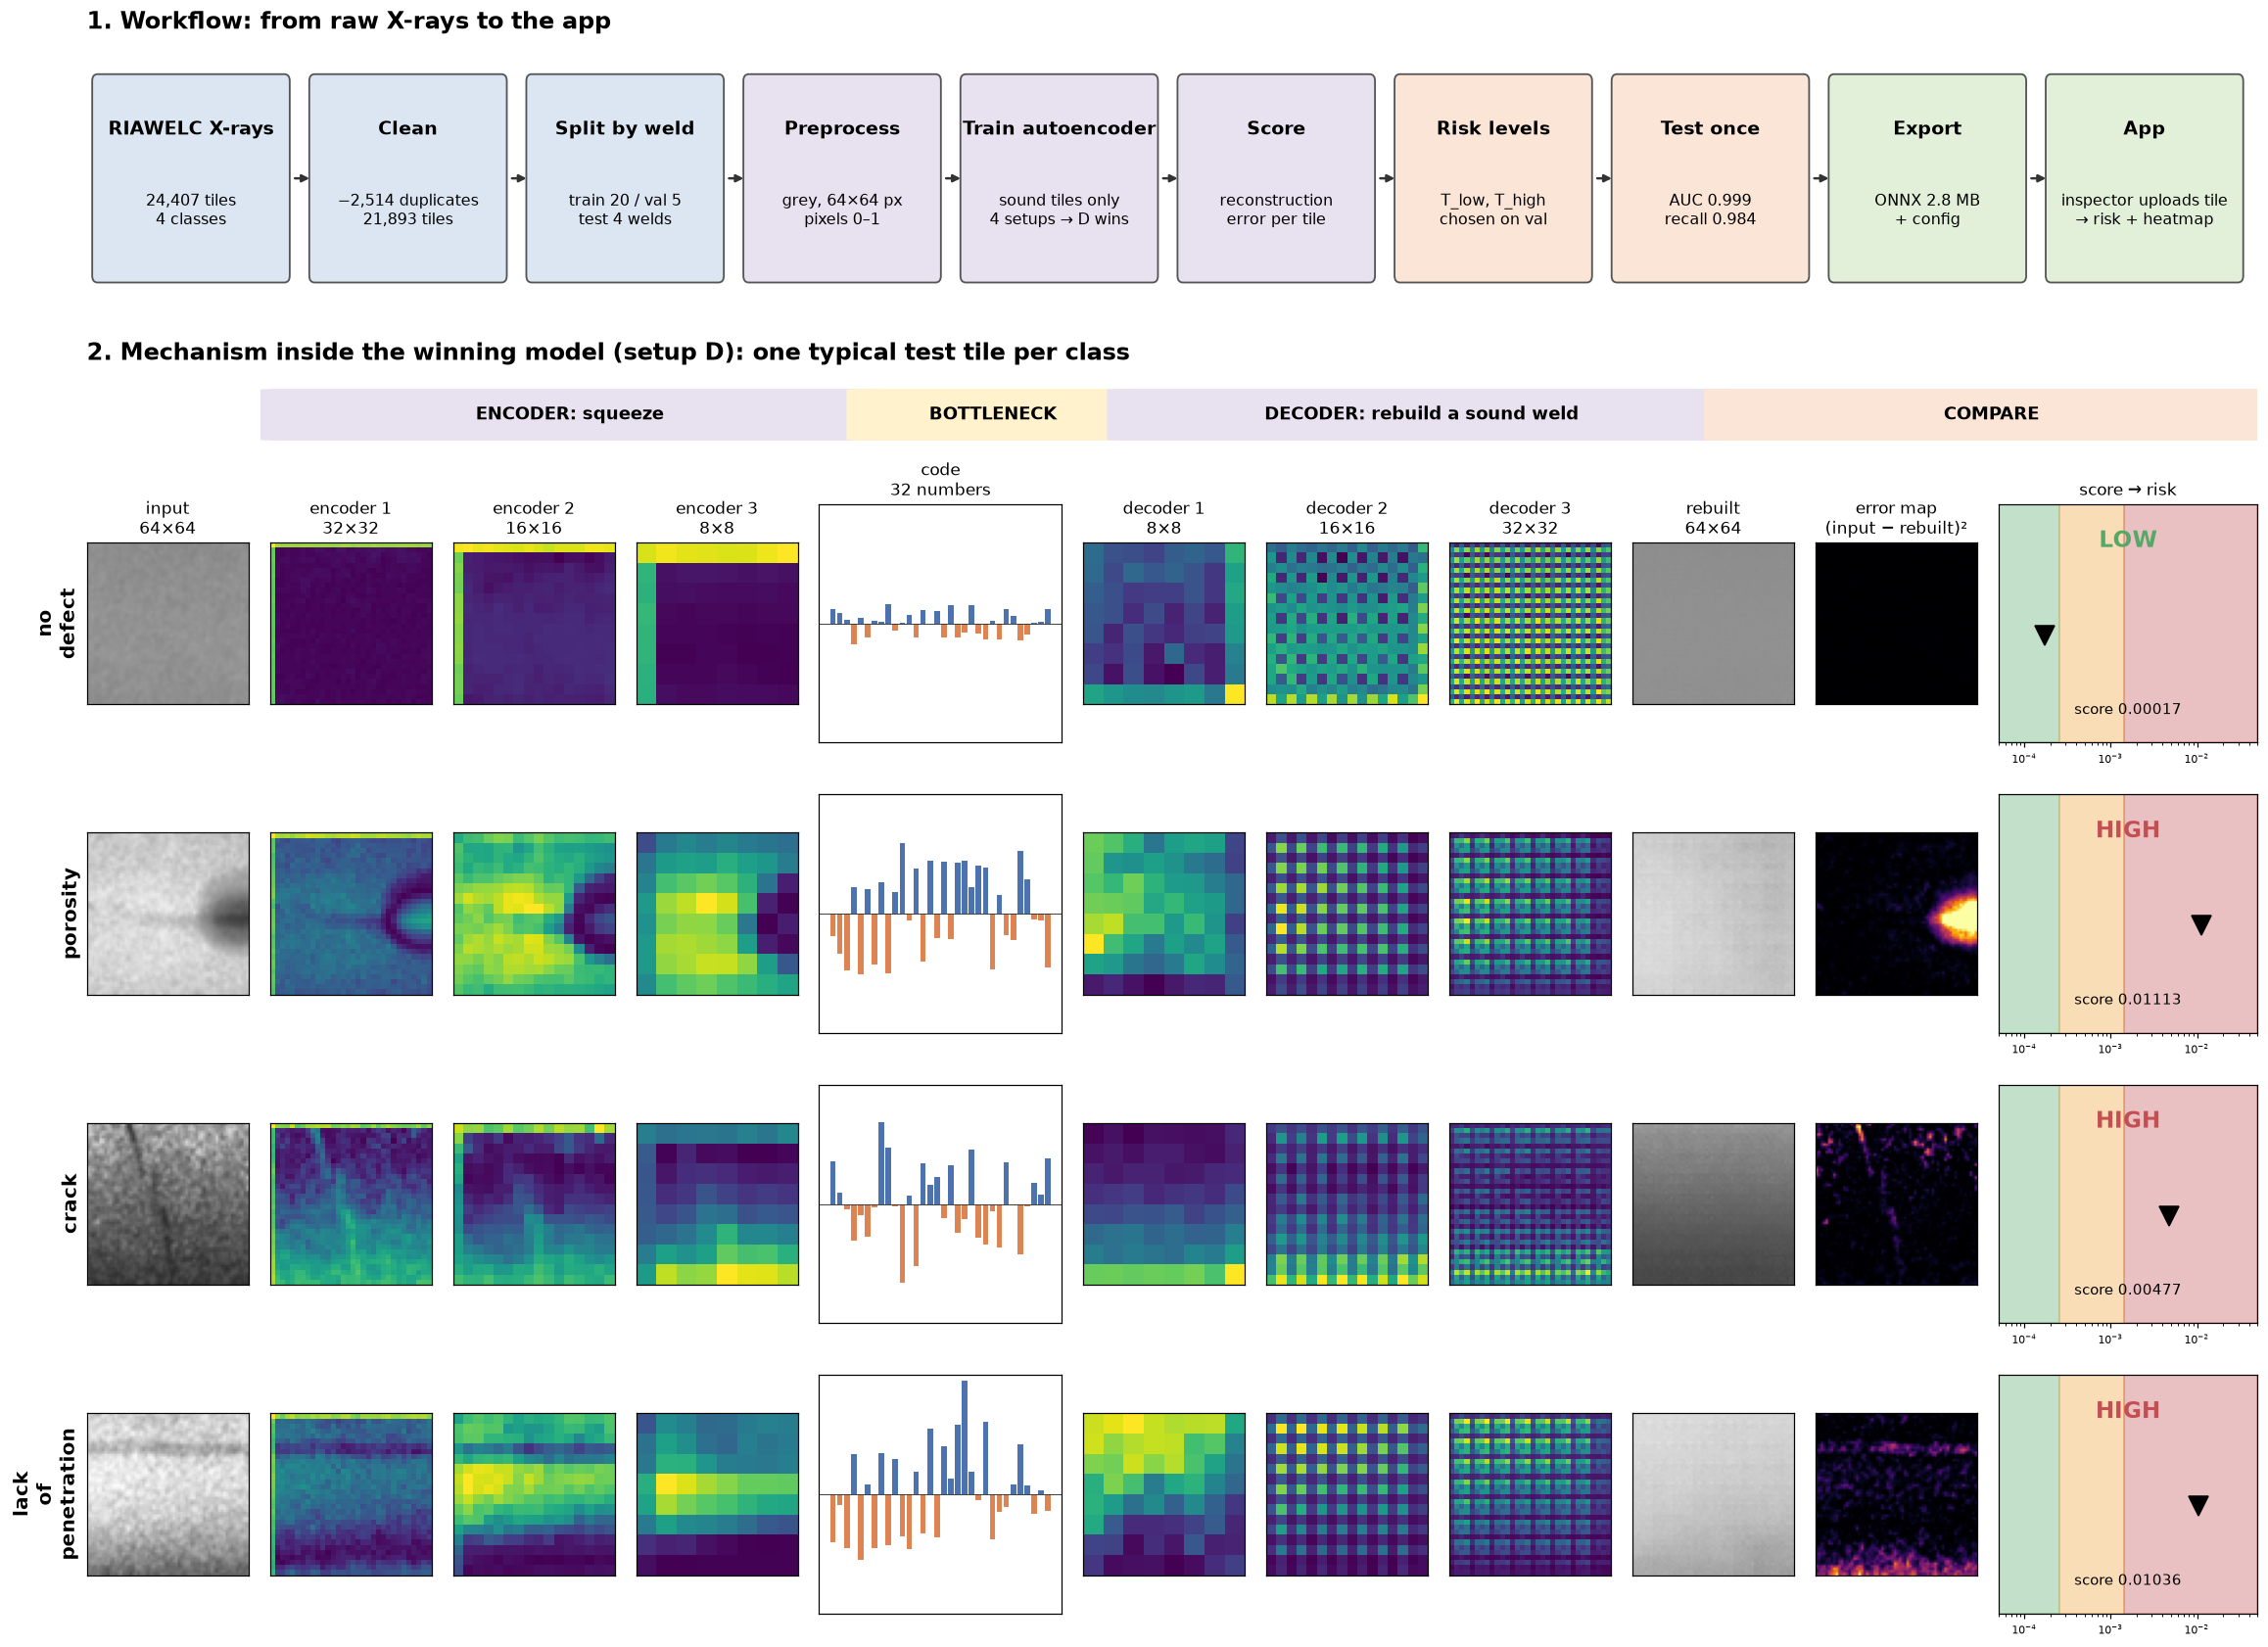 1. Workflow: from raw X-rays to the app
RIAWELC X-rays
24,407 tiles
4 classes
Clean
−2,514 duplicates
21,893 tiles
Split by weld
train 20 / val 5
test 4 welds
Preprocess
grey, 64×64 px
pixels 0–1
Train autoencoder
sound tiles only
4 setups → D wins
Score
reconstruction
error per tile
Risk levels
T_low, T_high
chosen on val
Test once
AUC 0.999
recall 0.984
Export
ONNX 2.8 MB
+ config
App
inspector uploads tile
→ risk + heatmap
2. Mechanism inside the winning model (setup D): one typical test tile per class
ENCODER: squeeze
BOTTLENECK
DECODER: rebuild a sound weld
COMPARE
input
64×64
encoder 1
32×32
encoder 2
16×16
encoder 3
8×8
code
32 numbers
decoder 1
8×8
decoder 2
16×16
decoder 3
32×32
rebuilt
64×64
error map
(input − rebuilt)²
score → risk
no
defect
LOW
score 0.00017
10⁻⁴ 10⁻³ 10⁻²
porosity
HIGH
score 0.01113
10⁻⁴ 10⁻³ 10⁻²
crack
HIGH
score 0.00477
10⁻⁴ 10⁻³ 10⁻²
lack
of
penetration
HIGH
score 0.01036
10⁻⁴ 10⁻³ 10⁻²